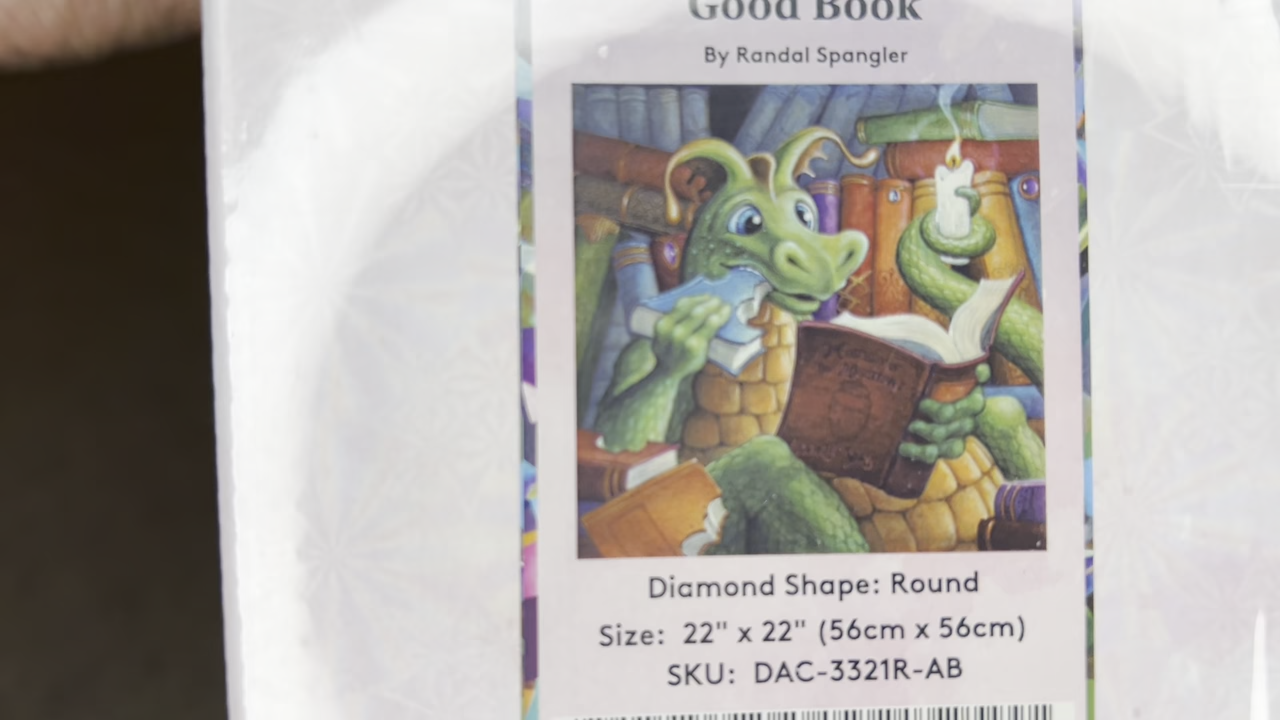 Good Book
By Randal Spangler
Diamond Shape: Round
Size: 22" x 22" (56cm x 56cm)
SKU: DAC-3321R-AB